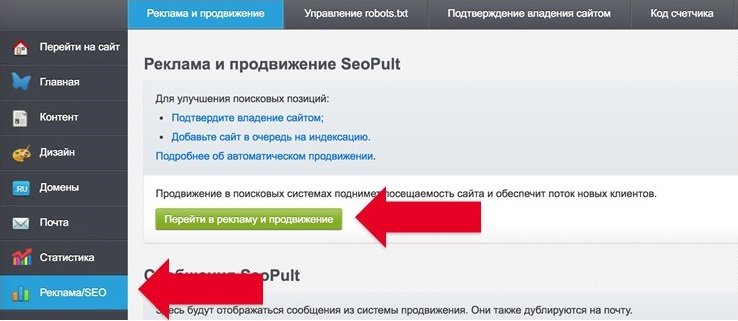 Реклама и продвижение
Управление robots.txt
Подтверждение владения сайтом
Код счетчика
Перейти на сайт
Главная
Контент
Дизайн
RU
Домены
Почта
Статистика
Реклама/SEO
Реклама и продвижение SeoPult
Для улучшения поисковых позиций:
Подтвердите владение сайтом;
Добавьте сайт в очередь на индексацию.
Подробнее об автоматическом продвижении.
Продвижение в поисковых системах поднимет посещаемость сайта и обеспечит поток новых клиентов.
Перейти в рекламу и продвижение
SeoPult
будут отображаться сообщения из системы продвижения. Они также дублируются на почту.